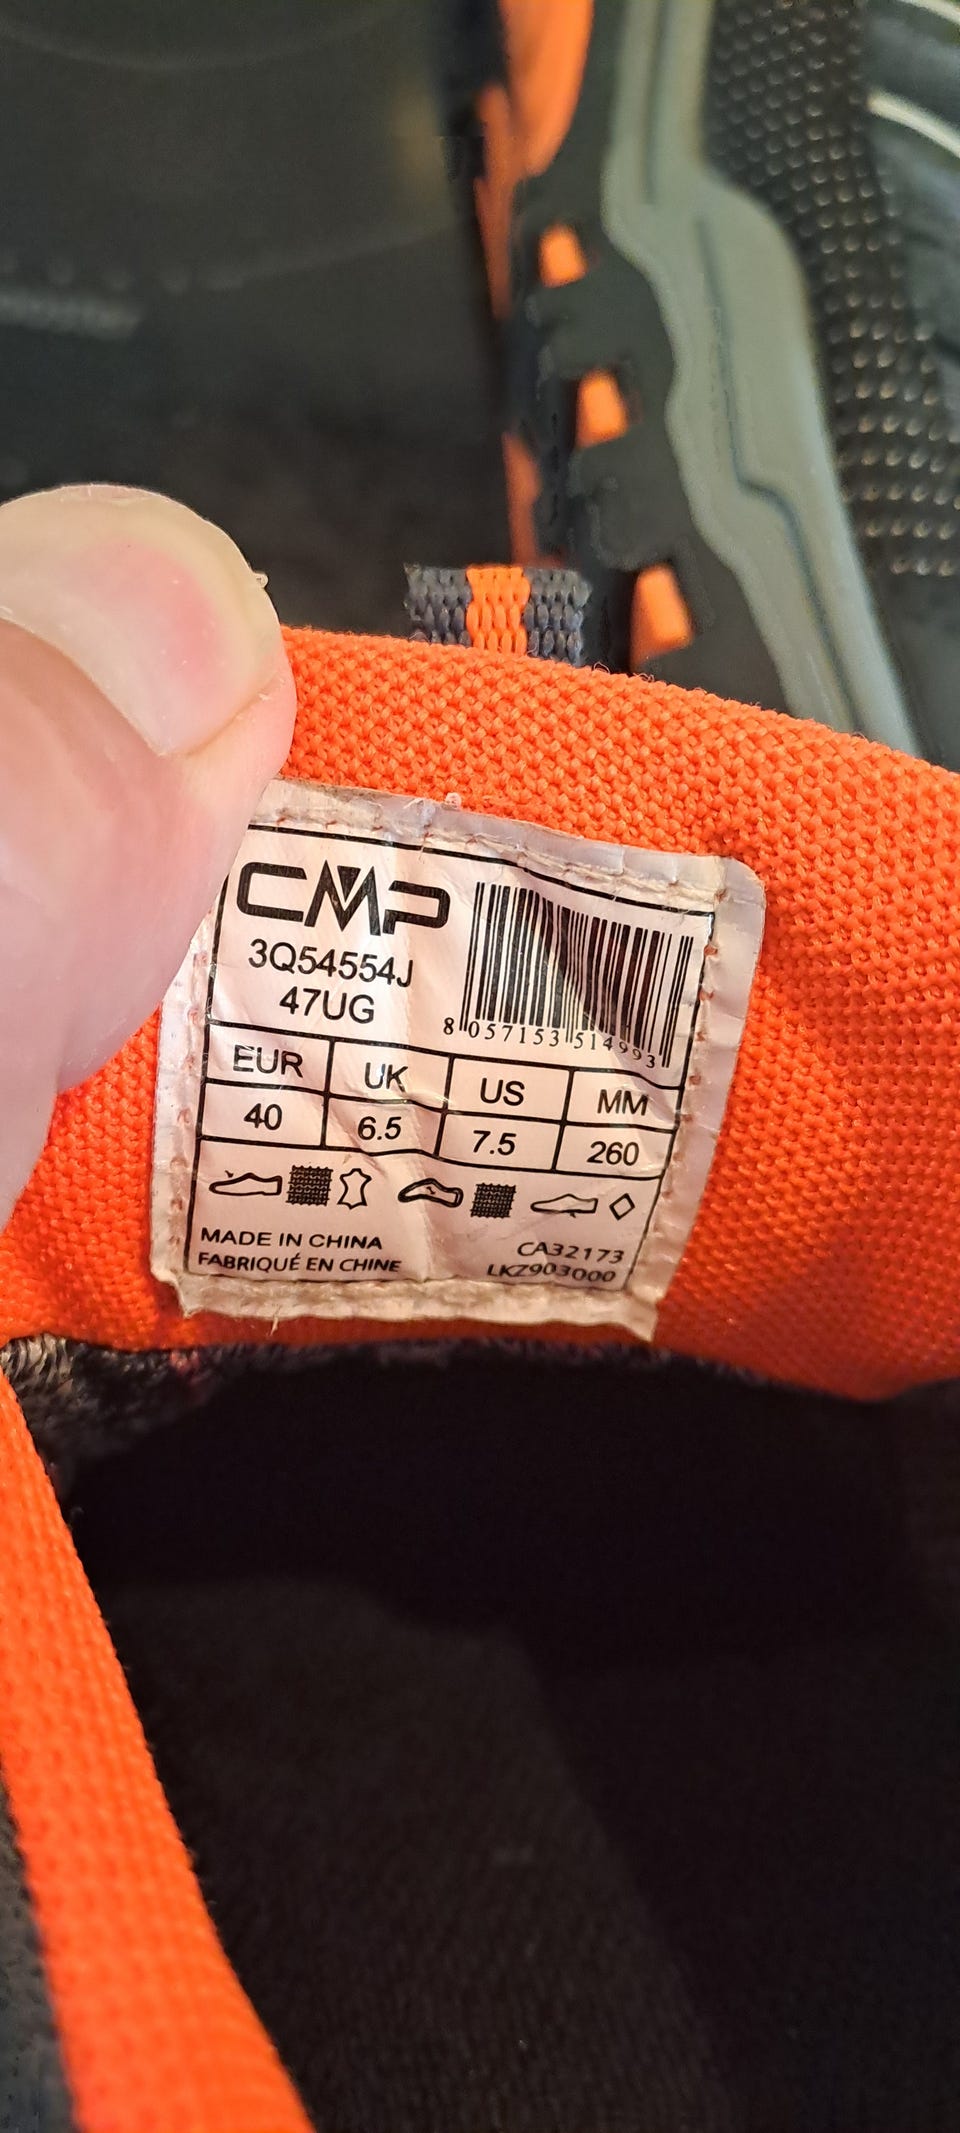 CMP
3Q54554J
47UG
8 057153 514993
EUR UK US MM
40 6.5 7.5 260
MADE IN CHINA
FABRIQUÉ EN CHINE
CA32173
LKZ903000